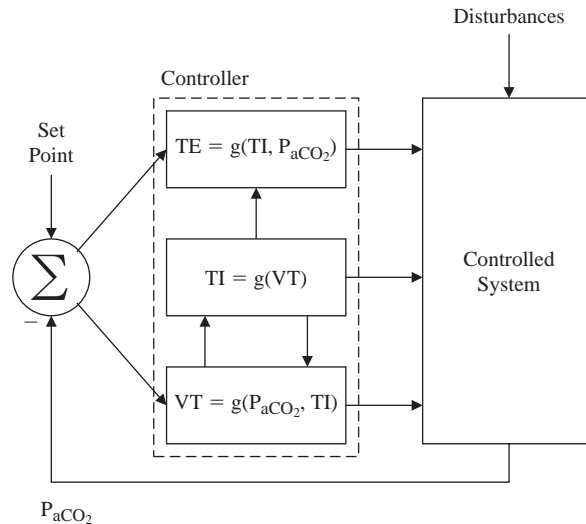 Disturbances
Controller
Set
Point
TE = g(TI, PaCO2)
Σ
−
TI = g(VT)
Controlled
System
VT = g(PaCO2, TI)
PaCO2